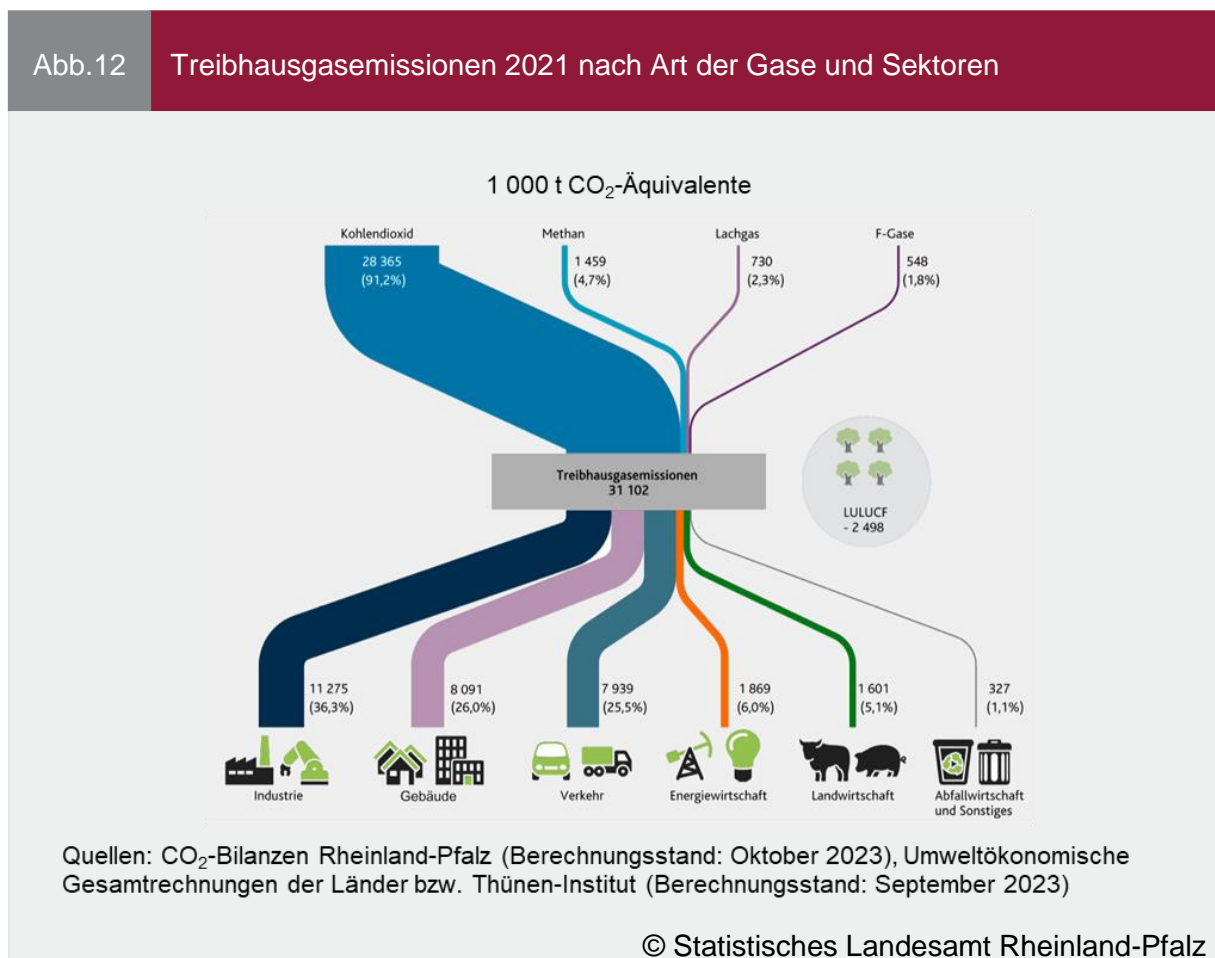 Abb.12
Treibhausgasemissionen 2021 nach Art der Gase und Sektoren
1 000 t CO₂-Äquivalente
Kohlendioxid
28 365
(91,2%)
Methan
1 459
(4,7%)
Lachgas
730
(2,3%)
F-Gase
548
(1,8%)
Treibhausgasemissionen
31 102
LULUCF
- 2 498
11 275
(36,3%)
8 091
(26,0%)
7 939
(25,5%)
1 869
(6,0%)
1 601
(5,1%)
327
(1,1%)
Industrie
Gebäude
Verkehr
Energiewirtschaft
Landwirtschaft
Abfallwirtschaft
und Sonstiges
Quellen: CO₂-Bilanzen Rheinland-Pfalz (Berechnungsstand: Oktober 2023), Umweltökonomische
Gesamtrechnungen der Länder bzw. Thünen-Institut (Berechnungsstand: September 2023)
© Statistisches Landesamt Rheinland-Pfalz